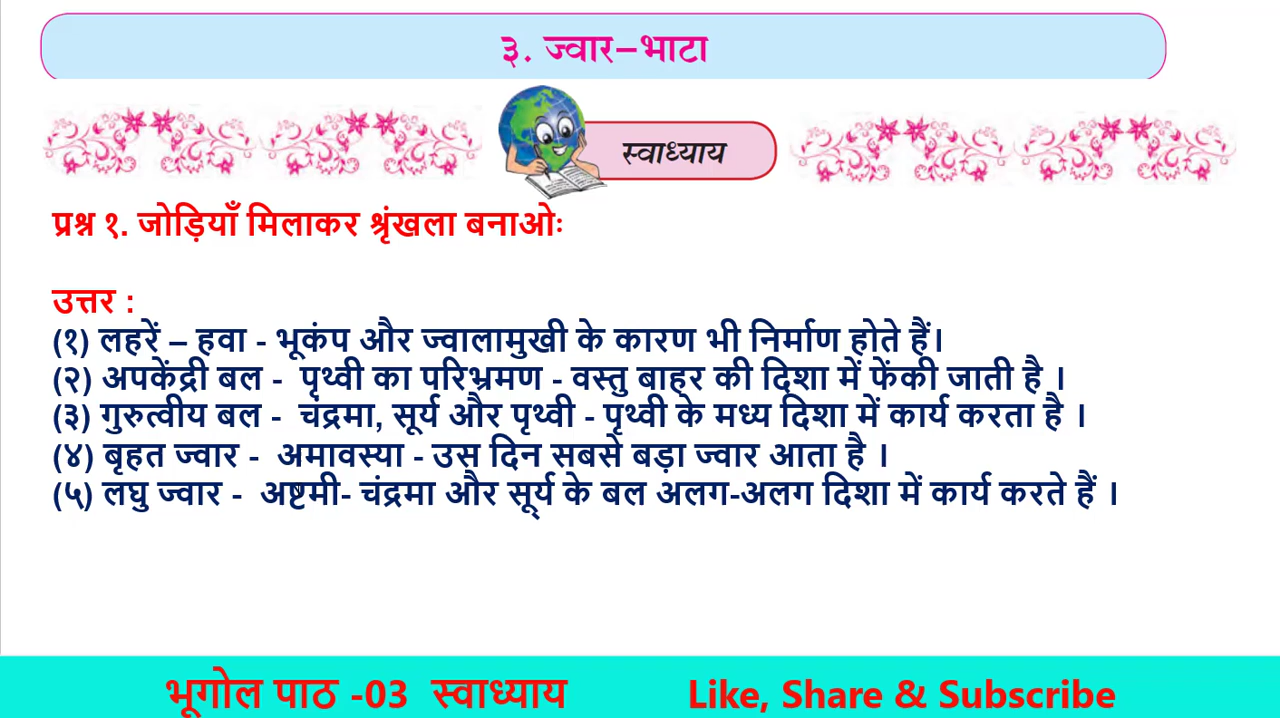 ३. ज्वार–भाटा
स्वाध्याय
प्रश्न १. जोड़ियाँ मिलाकर श्रृंखला बनाओः
उत्तर :
(१) लहरें – हवा - भूकंप और ज्वालामुखी के कारण भी निर्माण होते हैं।
(२) अपकेंद्री बल - पृथ्वी का परिभ्रमण - वस्तु बाहर की दिशा में फेंकी जाती है ।
(३) गुरुत्वीय बल - चंद्रमा, सूर्य और पृथ्वी - पृथ्वी के मध्य दिशा में कार्य करता है ।
(४) बृहत ज्वार - अमावस्या - उस दिन सबसे बड़ा ज्वार आता है ।
(५) लघु ज्वार - अष्टमी- चंद्रमा और सूर्य के बल अलग-अलग दिशा में कार्य करते हैं ।
भूगोल पाठ -03 स्वाध्याय Like, Share & Subscribe